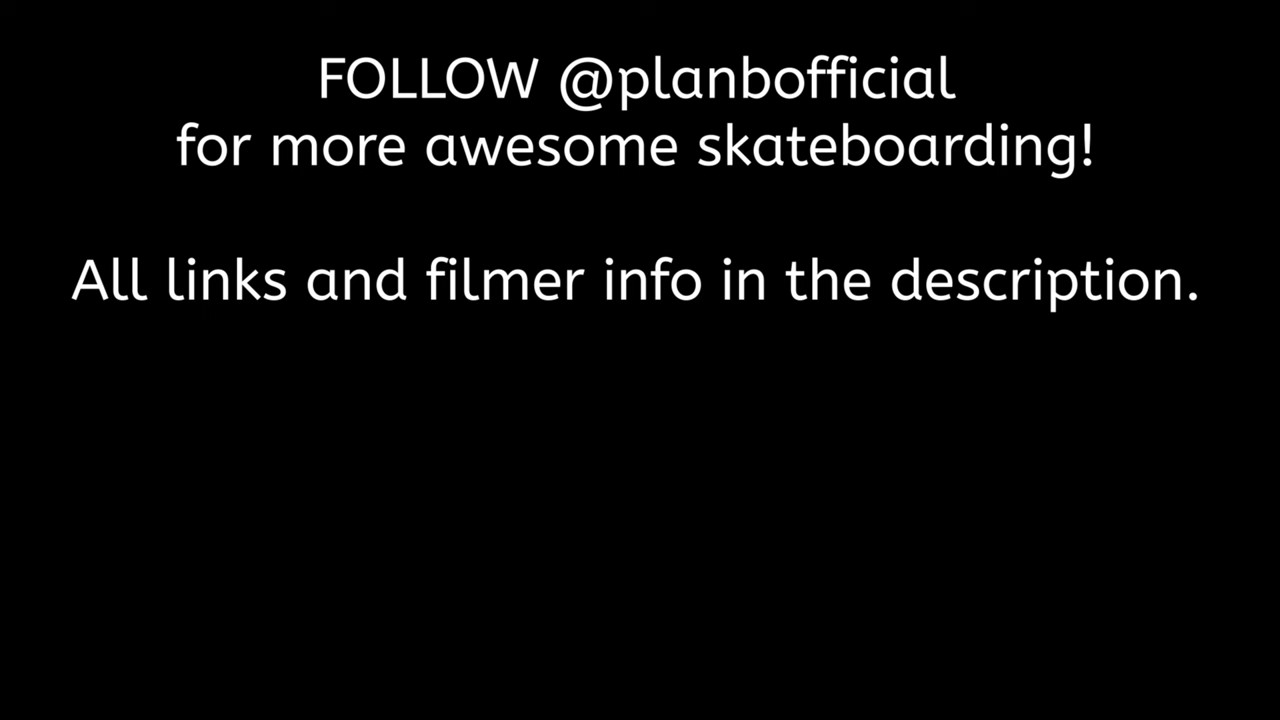 FOLLOW @planbofficial
for more awesome skateboarding!
All links and filmer info in the description.